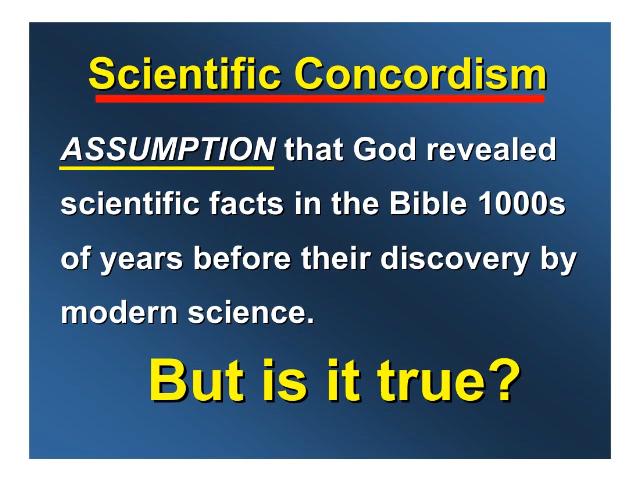 Scientific Concordism
ASSUMPTION that God revealed
scientific facts in the Bible 1000s
of years before their discovery by
modern science.
But is it true?